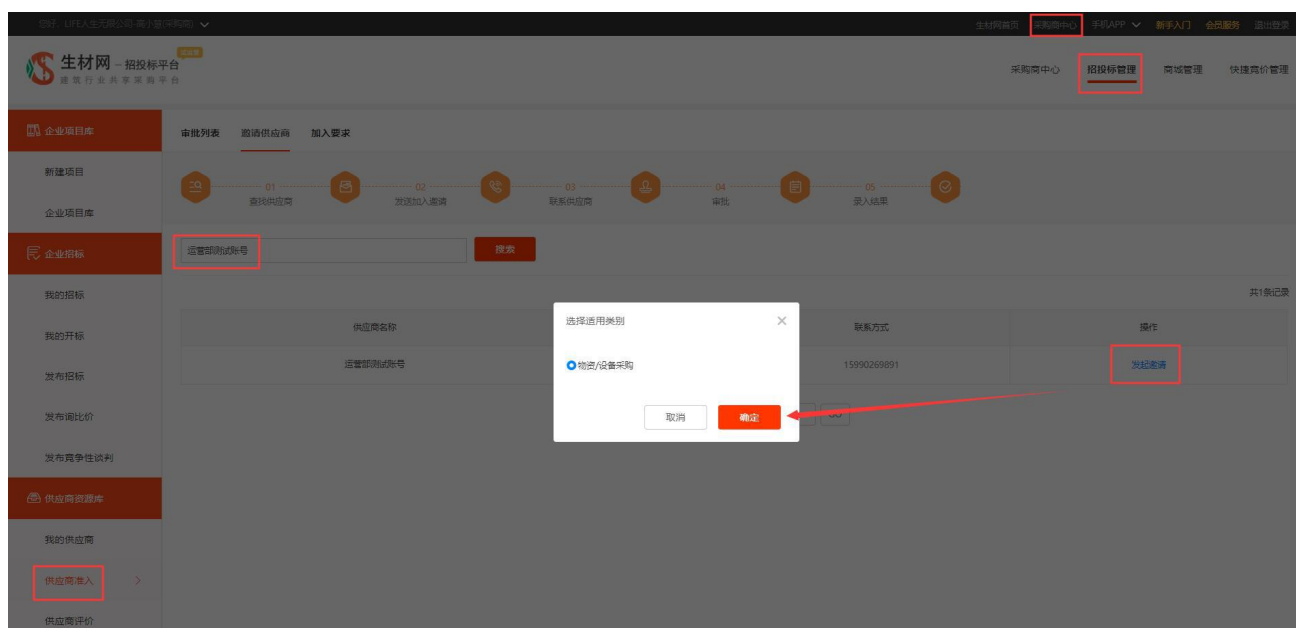 您好，LIFE人生无限公司-高小慧(采购商)
生材网首页 采购商中心 手机APP 新手入门 会员服务 退出登录
生材网 – 招投标平台
建筑行业共享采购平台
采购商中心 招投标管理 商城管理 快捷竞价管理
企业项目库
审批列表 邀请供应商 加入要求
新建项目
01 02 03 04 05
查找供应商 发送加入邀请 联系供应商 审批 录入结果
企业项目库
企业招标
运营部测试账号 搜索
我的招标
共1条记录
选择适用类别
供应商名称 联系方式 操作
我的开标
运营部测试账号 物资/设备采购 15990269891 发起邀请
发布招标
取消 确定
发布询比价
发布竞争性谈判
供应商资源库
我的供应商
供应商准入
供应商评价